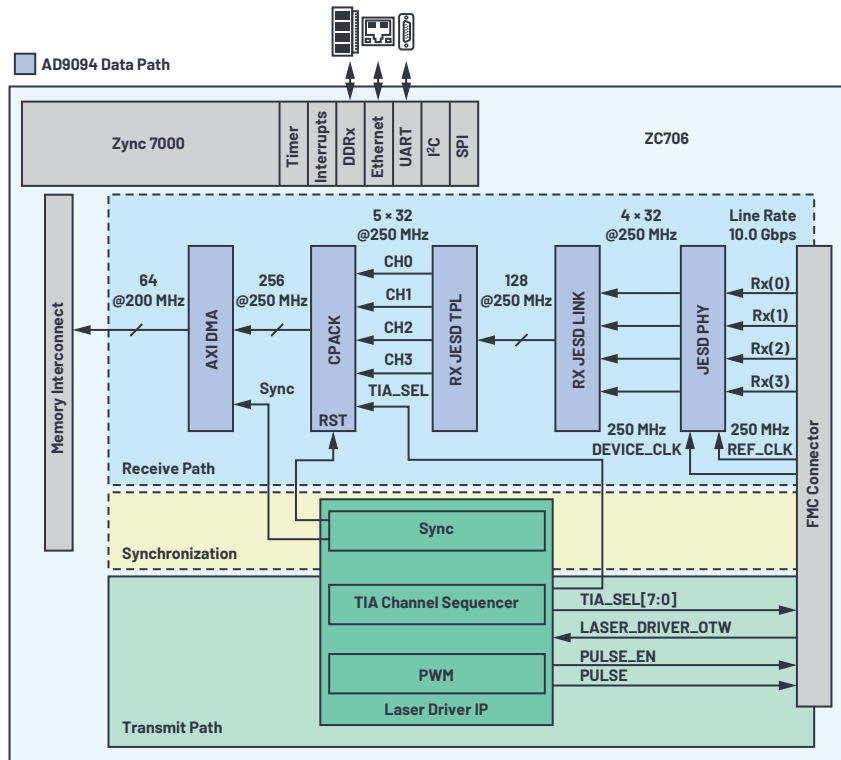 AD9094 Data Path
Zync 7000
Timer
Interrupts
DDRx
Ethernet
UART
I²C
SPI
ZC706
5 × 32
@250 MHz
4 × 32
@250 MHz
Line Rate
10.0 Gbps
64
@200 MHz
256
@250 MHz
128
@250 MHz
CH0
CH1
CH2
CH3
TIA_SEL
Rx(0)
Rx(1)
Rx(2)
Rx(3)
Memory Interconnect
AXI DMA
CPACK
RST
RX JESD TPL
RX JESD LINK
JESD PHY
FMC Connector
Sync
250 MHz
DEVICE_CLK
250 MHz
REF_CLK
Receive Path
Sync
Synchronization
TIA Channel Sequencer
TIA_SEL[7:0]
LASER_DRIVER_OTW
PULSE_EN
PULSE
PWM
Laser Driver IP
Transmit Path